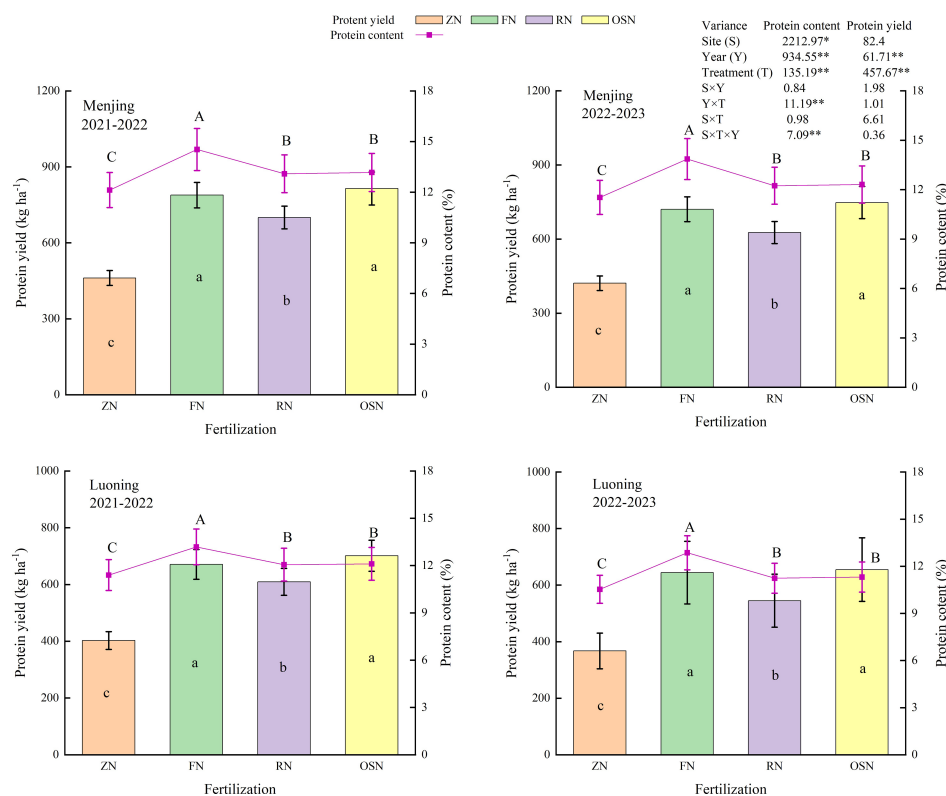 Protent yield ZN FN RN OSN
Protein content
Variance Protein content Protein yield
Site (S) 2212.97* 82.4
Year (Y) 934.55** 61.71**
Treatment (T) 135.19** 457.67**
S×Y 0.84 1.98
Y×T 11.19** 1.01
S×T 0.98 6.61
S×T×Y 7.09** 0.36
Menjing
2021-2022
Protein yield (kg ha-1)
Protein cotent (%)
1200
900
600
300
0
18
15
12
9
6
3
0
C A B B
c a b a
ZN FN RN OSN
Fertilization
Menjing
2022-2023
Protein yield (kg ha-1)
Protein cotent (%)
1200
900
600
300
0
18
15
12
9
6
3
0
C A B B
c a b a
ZN FN RN OSN
Fertilization
Luoning
2021-2022
Protein yield (kg ha-1)
Protein cotent (%)
1000
800
600
400
200
0
18
15
12
9
6
3
0
C A B B
c a b a
ZN FN RN OSN
Fertilization
Luoning
2022-2023
Protein yield (kg ha-1)
Protein cotent (%)
1000
800
600
400
200
0
18
15
12
9
6
3
0
C A B B
c a b a
ZN FN RN OSN
Fertilization